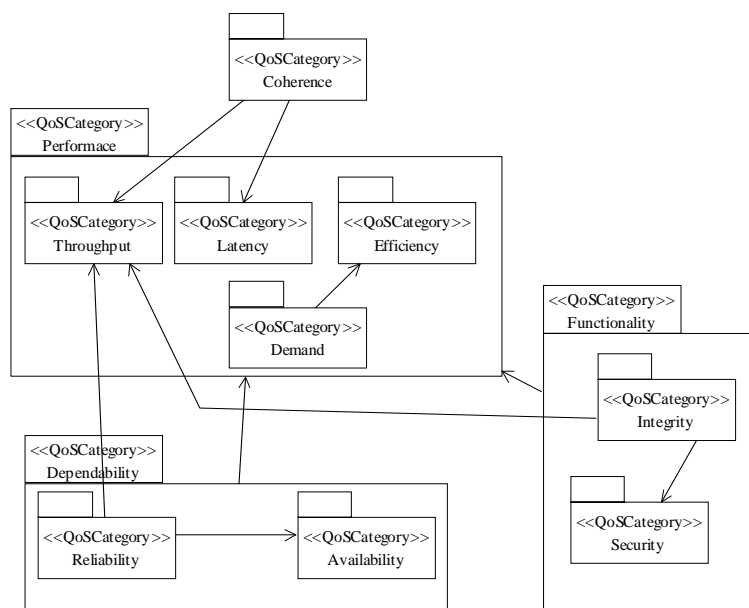 <<QoSCategory>>
Coherence
<<QoSCategory>>
Performace
<<QoSCategory>>
Throughput
<<QoSCategory>>
Latency
<<QoSCategory>>
Efficiency
<<QoSCategory>>
Demand
<<QoSCategory>>
Functionality
<<QoSCategory>>
Integrity
<<QoSCategory>>
Security
<<QoSCategory>>
Dependability
<<QoSCategory>>
Reliability
<<QoSCategory>>
Availability